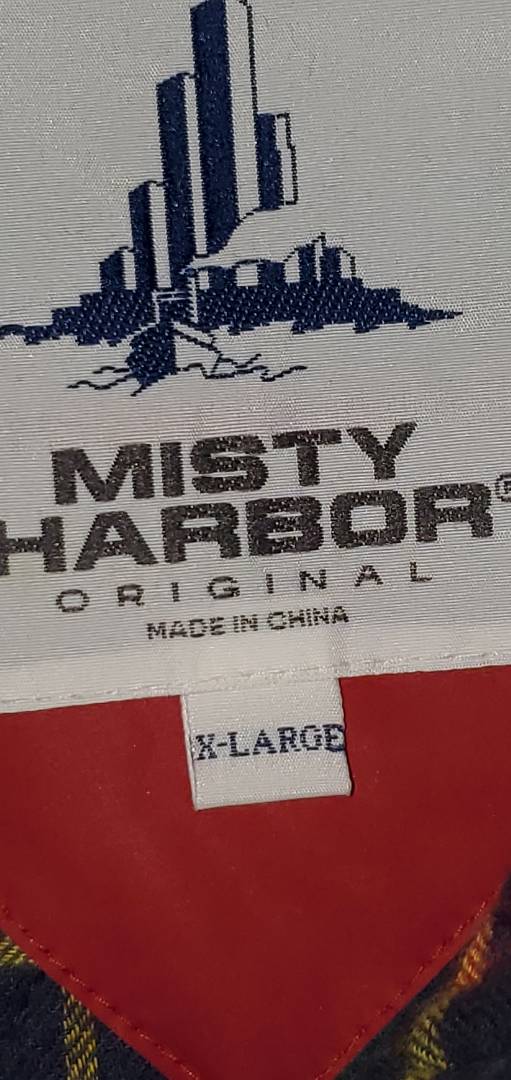 MISTY
HARBOR®
ORIGINAL
MADE IN CHINA
X-LARGE